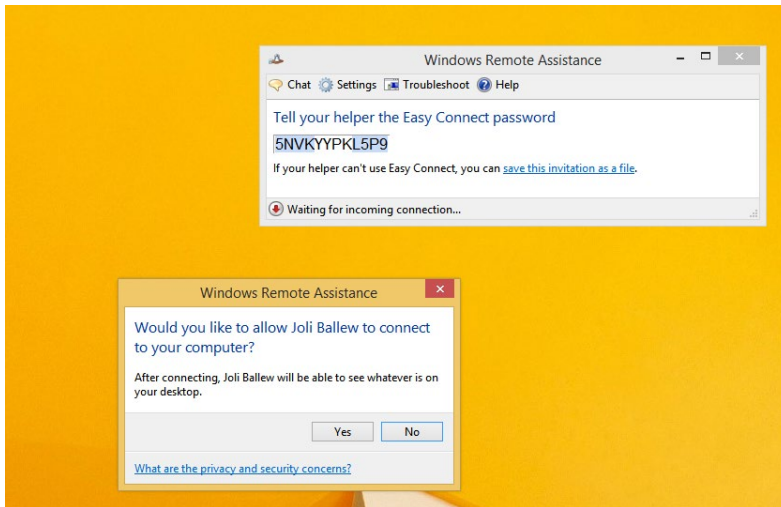 Windows Remote Assistance
Chat Settings Troubleshoot Help
Tell your helper the Easy Connect password
5NVKYYPKL5P9
If your helper can't use Easy Connect, you can save this invitation as a file.
Waiting for incoming connection...
Windows Remote Assistance
Would you like to allow Joli Ballew to connect
to your computer?
After connecting, Joli Ballew will be able to see whatever is on
your desktop.
Yes No
What are the privacy and security concerns?